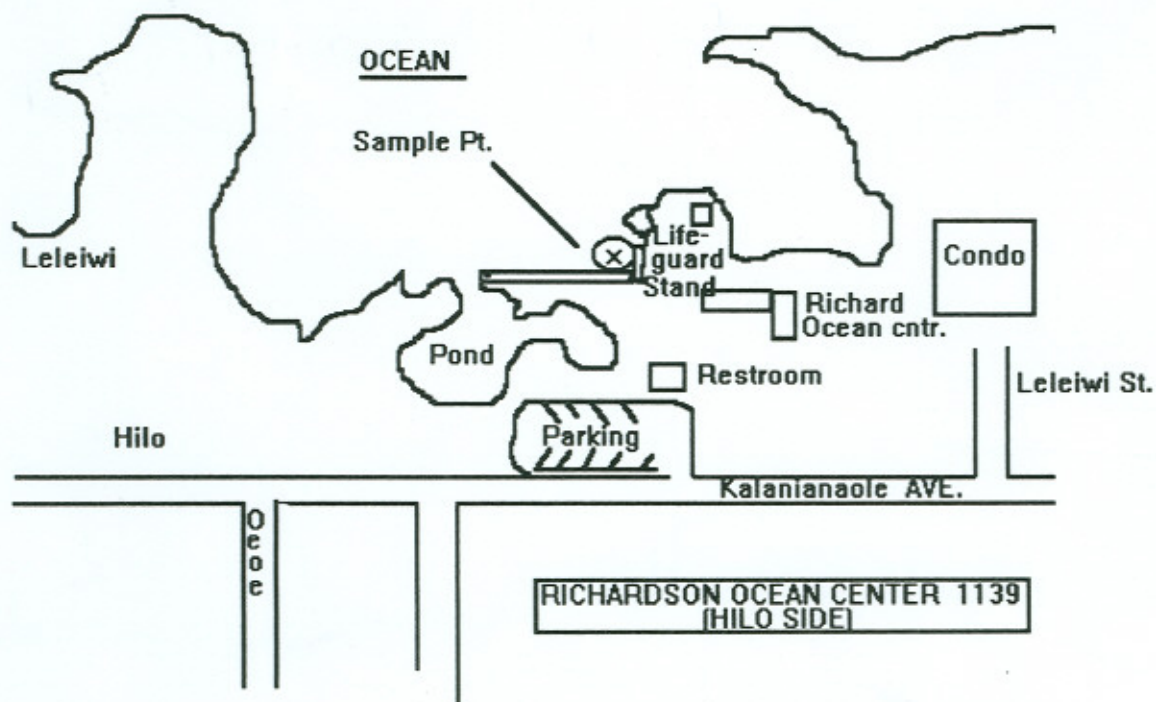 OCEAN
Sample Pt.
Leleiwi
Life-
guard
Stand
Condo
Richard
Ocean cntr.
Pond
Restroom
Leleiwi St.
Hilo
Parking
Kalanianaole AVE.
Oeoe
RICHARDSON OCEAN CENTER 1139
(HILO SIDE)